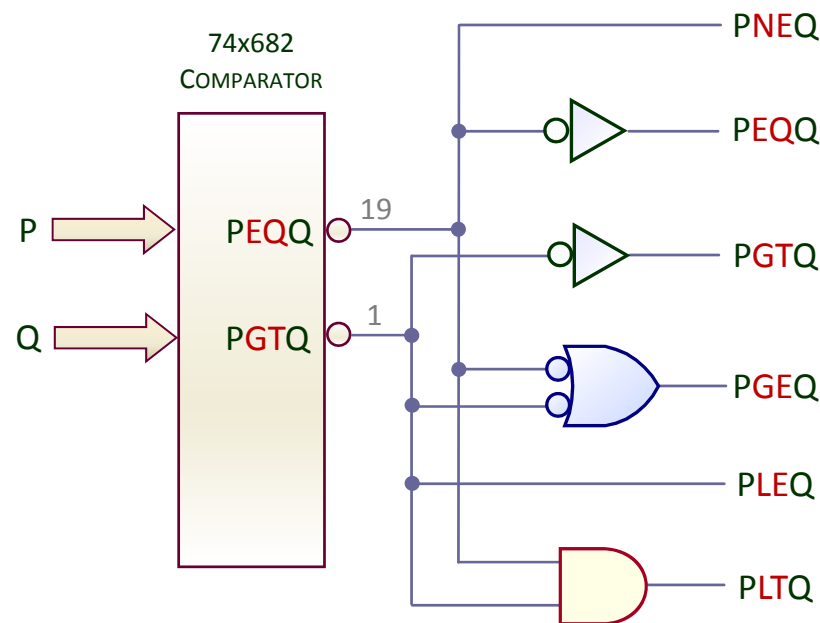 PNEQ
74x682
COMPARATOR
PEQQ
P
PEQQ
19
PGTQ
Q
PGTQ
1
PGEQ
PLEQ
PLTQ